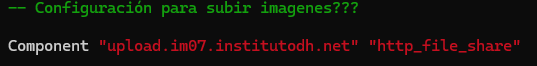 -- Configuración para subir imagenes???
Component "upload.im07.institutodh.net" "http_file_share"